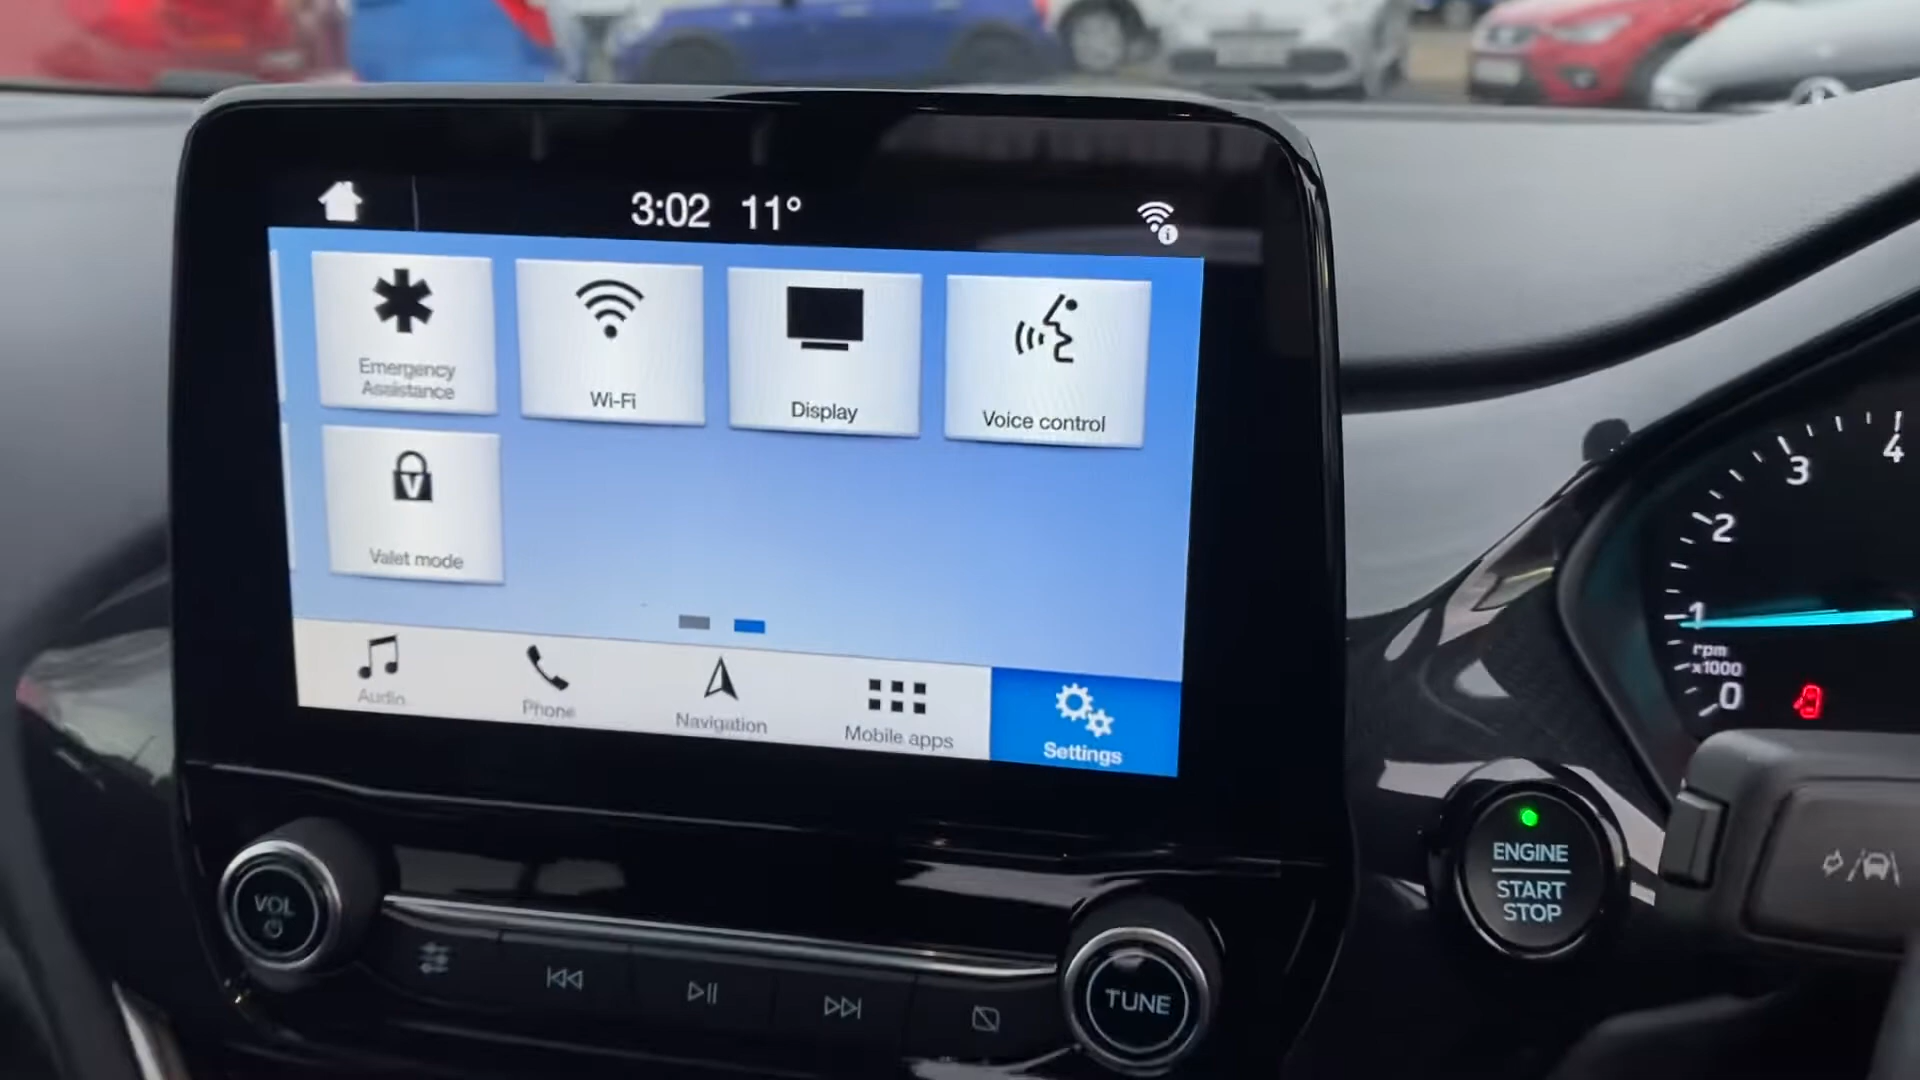 3:02 11°
Emergency
Assistance
Wi-Fi
Display
Voice control
V
Valet mode
Audio
Phone
Navigation
Mobile apps
Settings
VOL
TUNE
ENGINE
START
STOP
4
3
2
1
rpm
x1000
0